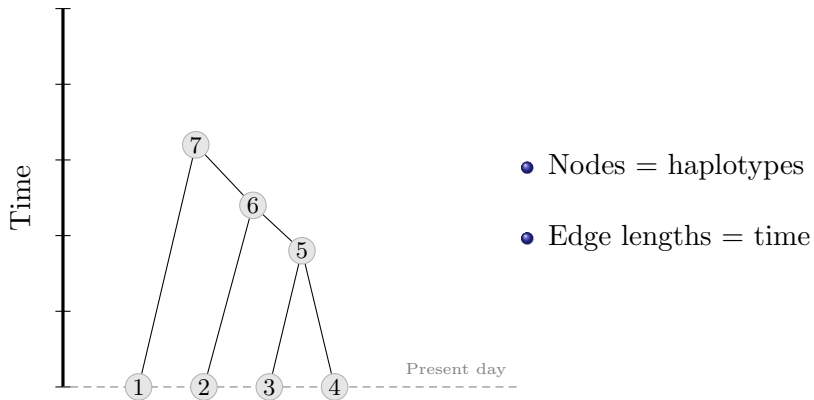 Time
7
6
5
1 2 3 4
Present day
Nodes = haplotypes
Edge lengths = time